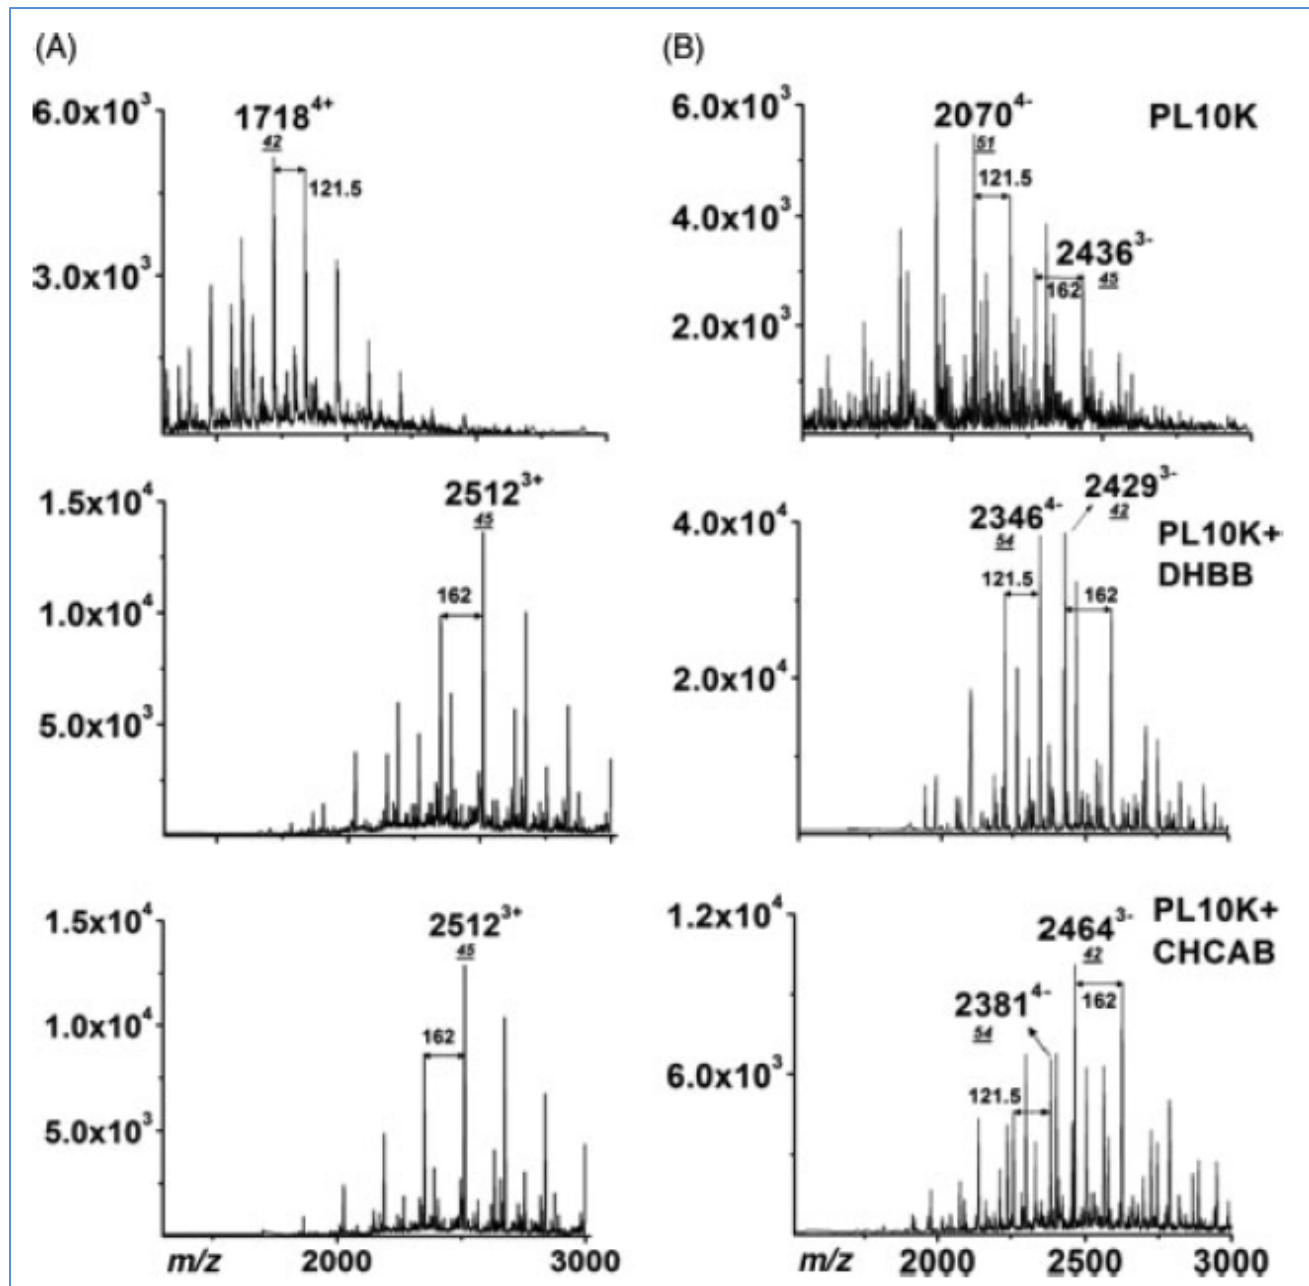 (A)
6.0x10³
1718⁴⁺
42
121.5
3.0x10³
1.5x10⁴
2512³⁺
45
162
1.0x10⁴
5.0x10³
1.5x10⁴
2512³⁺
45
162
1.0x10⁴
5.0x10³
m/z 2000 3000
(B)
6.0x10³
2070⁴⁻
51
PL10K
121.5
4.0x10³
2436³⁻
45
162
2.0x10³
4.0x10⁴
2429³⁻
42
2346⁴⁻
54
PL10K+
DHBB
121.5
162
2.0x10⁴
1.2x10⁴
2464³⁻
42
PL10K+
CHCAB
162
2381⁴⁻
54
6.0x10³
121.5
m/z 2000 2500 3000